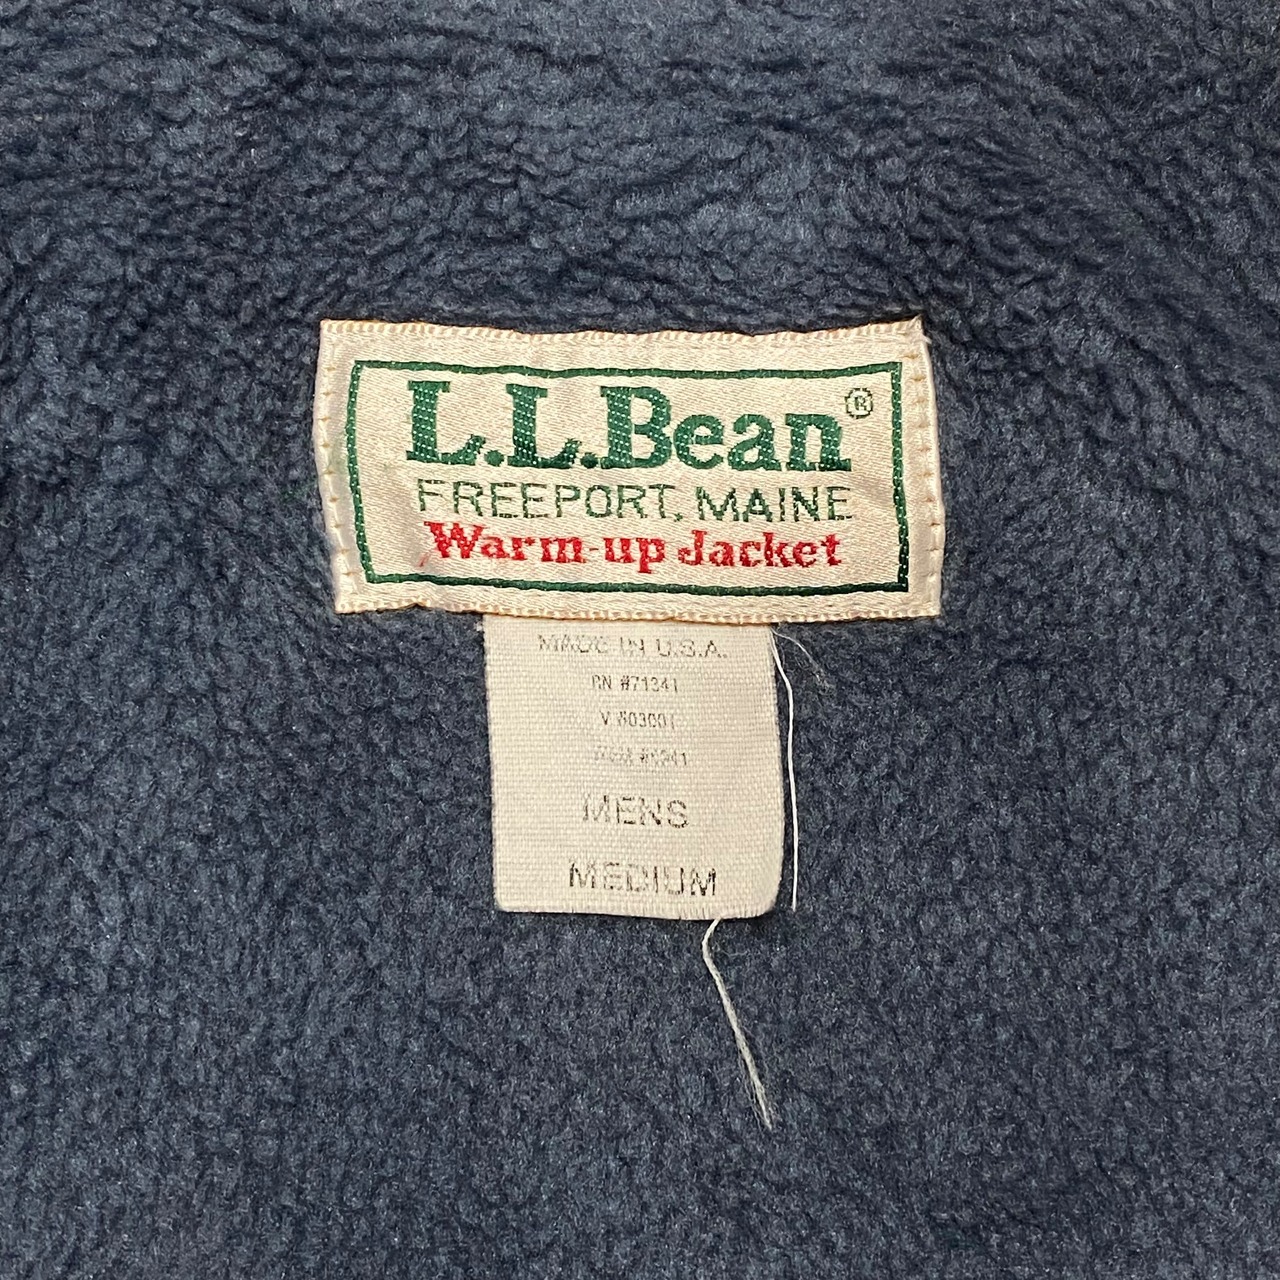 L.L.Bean®
FREEPORT, MAINE
Warm-up Jacket
MADE IN U.S.A.
RN #71341
MENS
MEDIUM